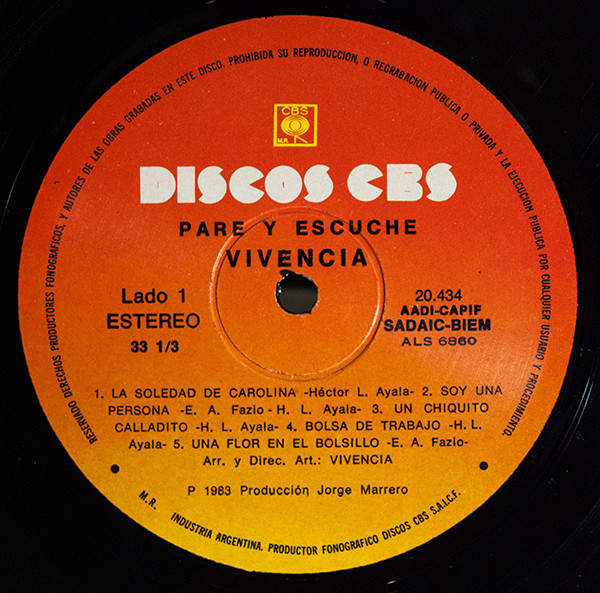 RESERVADO DERECHOS PRODUCTORES FONOGRAFICOS, Y AUTORES DE LAS OBRAS GRABADAS EN ESTE DISCO. PROHIBIDA SU REPRODUCCION, O REGRABACION PUBLICA O PRIVADA Y LA EJECUCION PUBLICA POR CUALQUIER USUARIO Y PROCEDIMIENTO.
CBS
M.R.
DISCOS CBS
PARE Y ESCUCHE
VIVENCIA
Lado 1
ESTEREO
33 1/3
20.434
AADI-CAPIF
SADAIC-BIEM
ALS 6860
1. LA SOLEDAD DE CAROLINA -Héctor L. Ayala- 2. SOY UNA
PERSONA -E. A. Fazio - H. L. Ayala- 3. UN CHIQUITO
CALLADITO -H. L. Ayala- 4. BOLSA DE TRABAJO -H. L.
Ayala- 5. UNA FLOR EN EL BOLSILLO -E. A. Fazio-
Arr. y Direc. Art.: VIVENCIA
P 1983 Producción Jorge Marrero
M.R. INDUSTRIA ARGENTINA. PRODUCTOR FONOGRAFICO DISCOS CBS S.A.I.C.F.